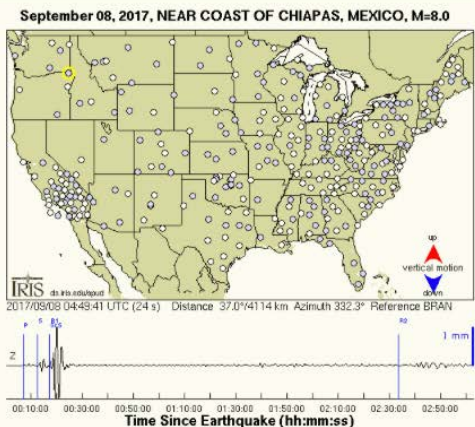 September 08, 2017, NEAR COAST OF CHIAPAS, MEXICO, M=8.0
up
vertical motion
down
IRIS ds.iris.edu/spud
2017/09/08 04:49:41 UTC (24 s) Distance 37.0°/4114 km Azimuth 332.3° Reference BRAN
P S R1 R2
1 mm
Z
00:10:00 00:30:00 00:50:00 01:10:00 01:30:00 01:50:00 02:10:00 02:30:00 02:50:00
Time Since Earthquake (hh:mm:ss)